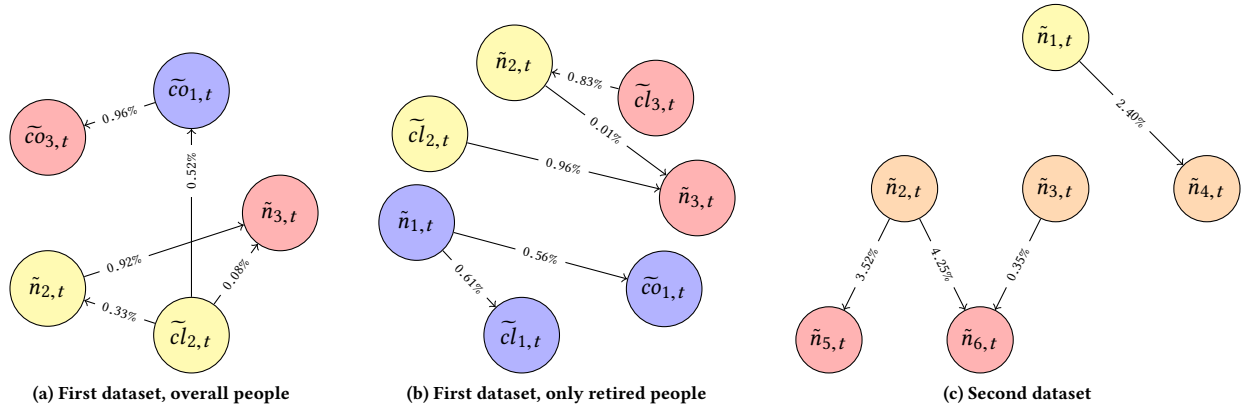 c̃o₁,ₜ
0.96%
c̃o₃,ₜ
0.52%
ñ₃,ₜ
0.92%
0.08%
ñ₂,ₜ
0.33%
c̃l₂,ₜ
(a) First dataset, overall people
ñ₂,ₜ
0.83%
c̃l₃,ₜ
0.01%
c̃l₂,ₜ
0.96%
ñ₃,ₜ
ñ₁,ₜ
0.56%
0.61%
c̃o₁,ₜ
c̃l₁,ₜ
(b) First dataset, only retired people
ñ₁,ₜ
2.40%
ñ₂,ₜ
ñ₃,ₜ
ñ₄,ₜ
3.52%
4.25%
0.35%
ñ₅,ₜ
ñ₆,ₜ
(c) Second dataset